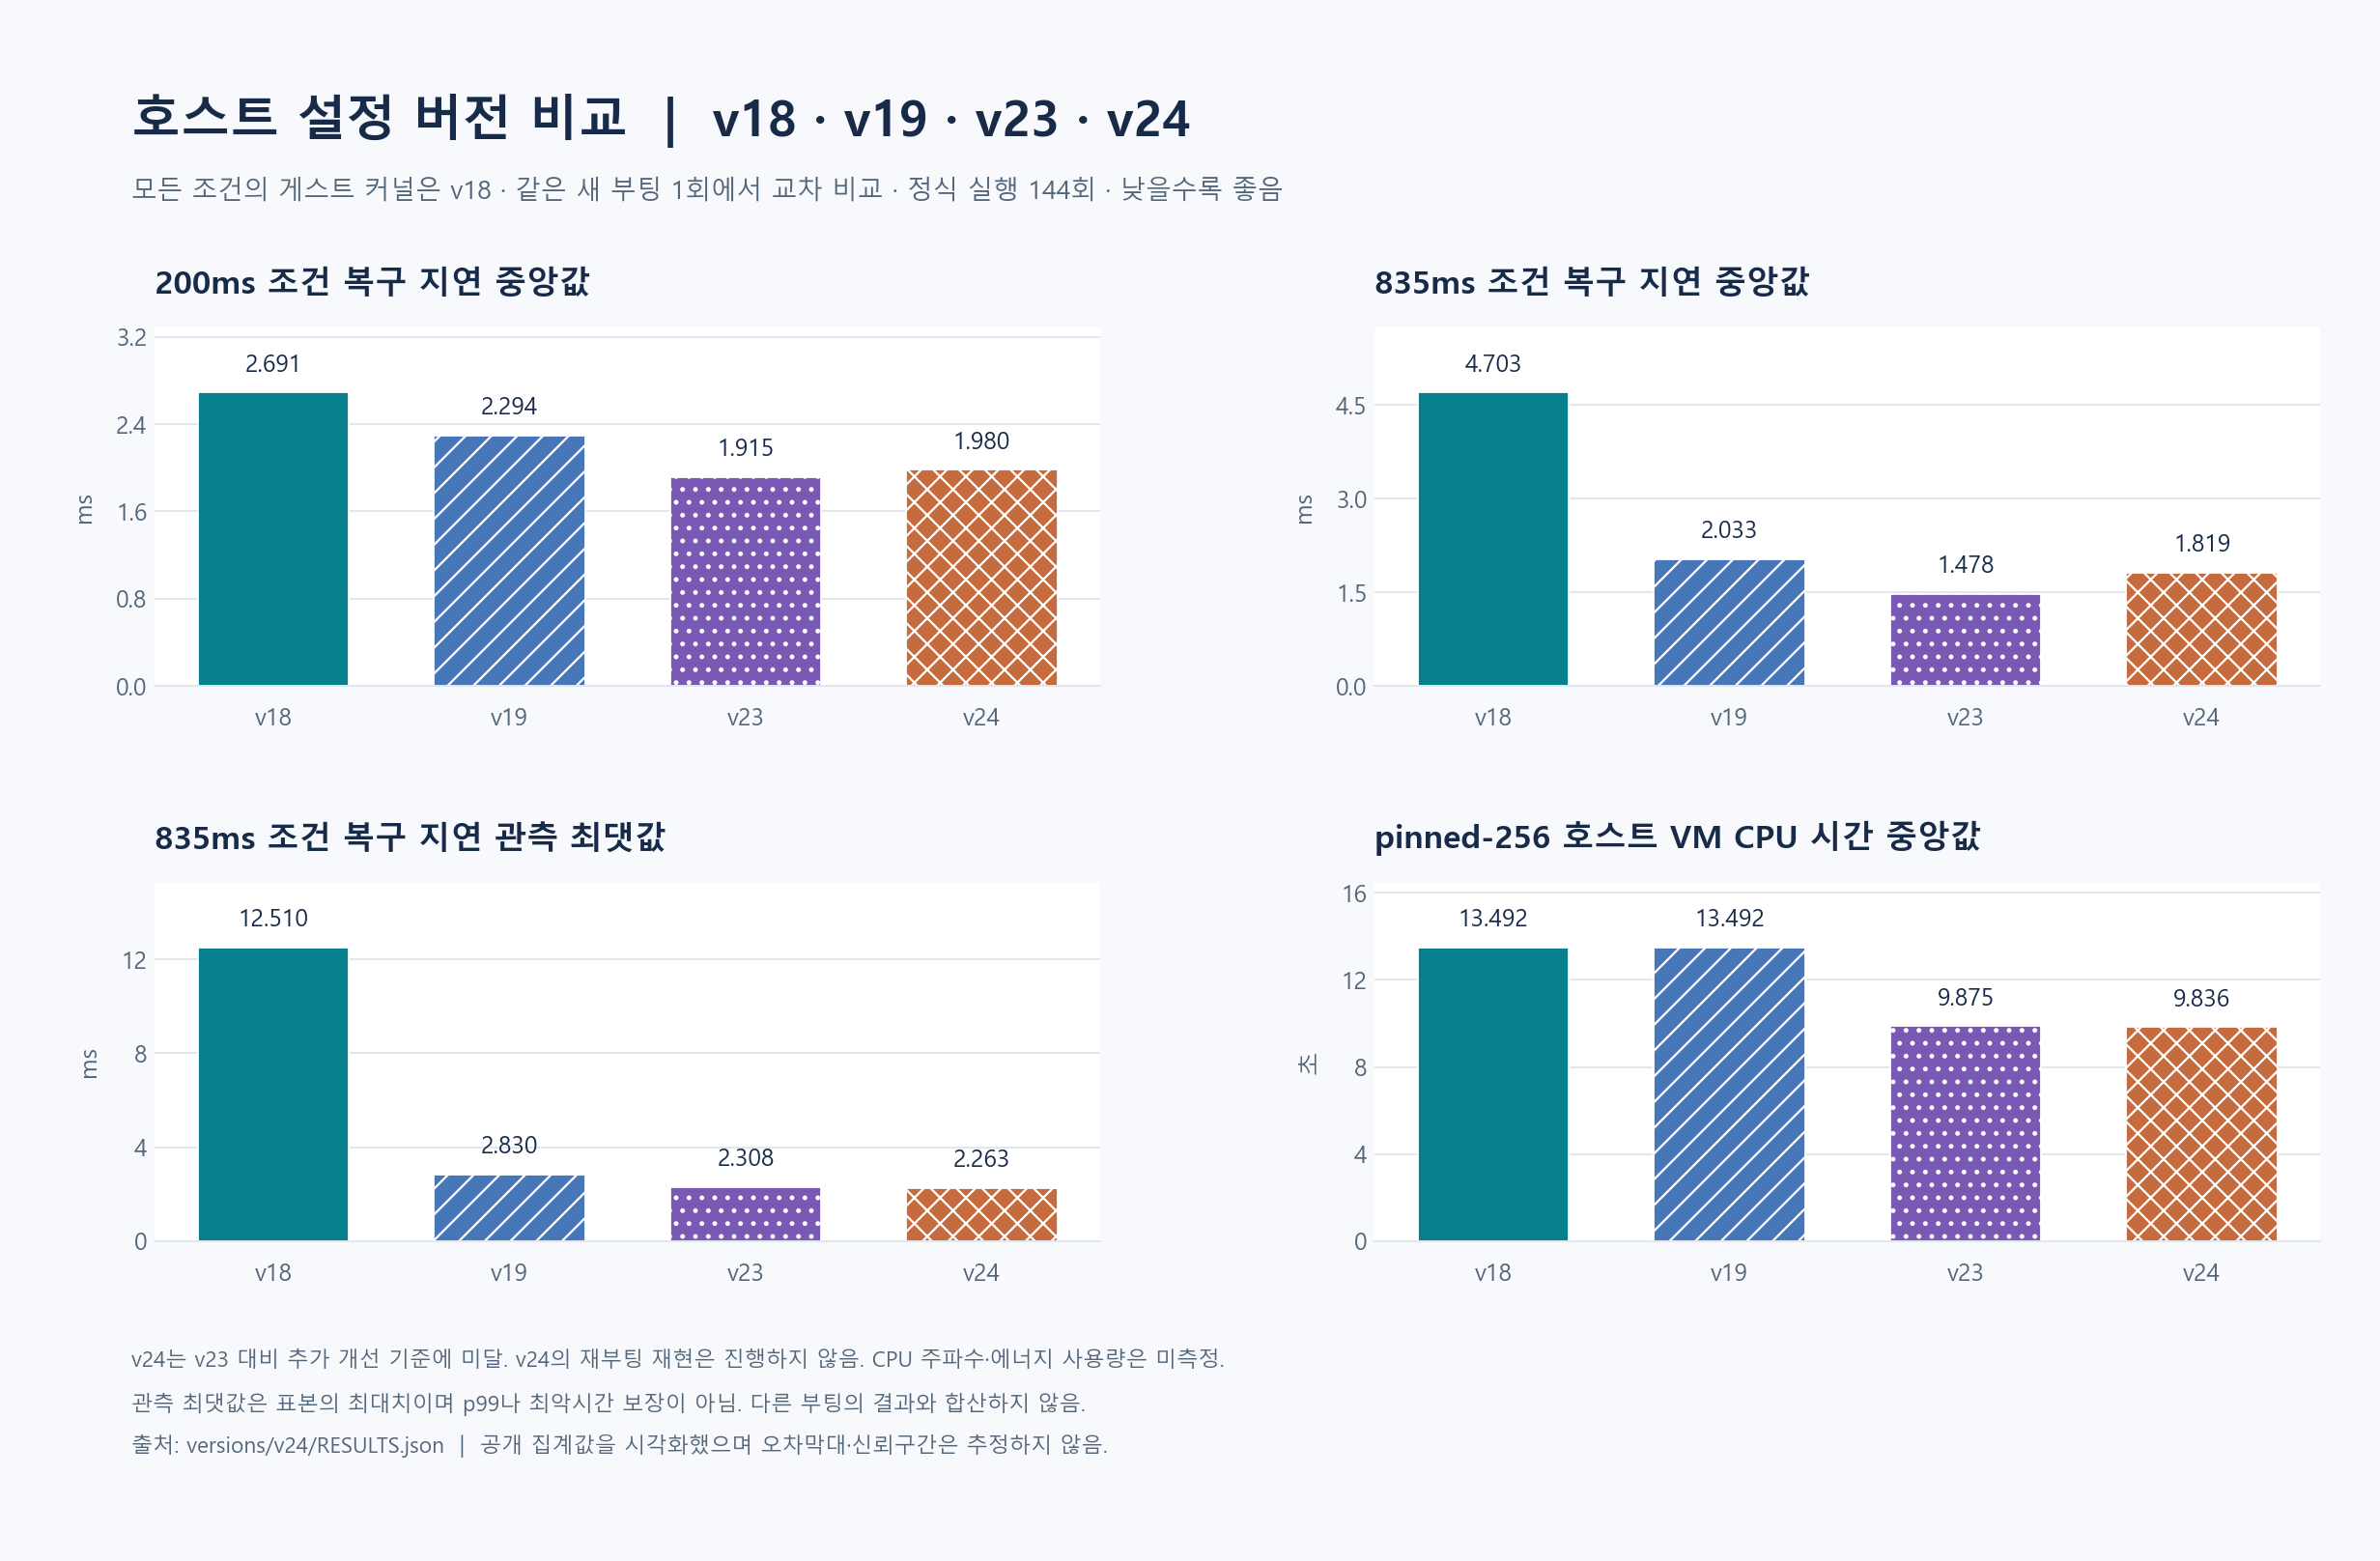 호스트 설정 버전 비교 | v18 · v19 · v23 · v24
모든 조건의 게스트 커널은 v18 · 같은 새 부팅 1회에서 교차 비교 · 정식 실행 144회 · 낮을수록 좋음
200ms 조건 복구 지연 중앙값
3.2
2.4
1.6
0.8
0.0
ms
2.691
2.294
1.915
1.980
v18
v19
v23
v24
835ms 조건 복구 지연 중앙값
4.5
3.0
1.5
0.0
ms
4.703
2.033
1.478
1.819
v18
v19
v23
v24
835ms 조건 복구 지연 관측 최댓값
12
8
4
0
ms
12.510
2.830
2.308
2.263
v18
v19
v23
v24
pinned-256 호스트 VM CPU 시간 중앙값
16
12
8
4
0
초
13.492
13.492
9.875
9.836
v18
v19
v23
v24
v24는 v23 대비 추가 개선 기준에 미달. v24의 재부팅 재현은 진행하지 않음. CPU 주파수·에너지 사용량은 미측정.
관측 최댓값은 표본의 최대치이며 p99나 최악시간 보장이 아님. 다른 부팅의 결과와 합산하지 않음.
출처: versions/v24/RESULTS.json | 공개 집계값을 시각화했으며 오차막대·신뢰구간은 추정하지 않음.